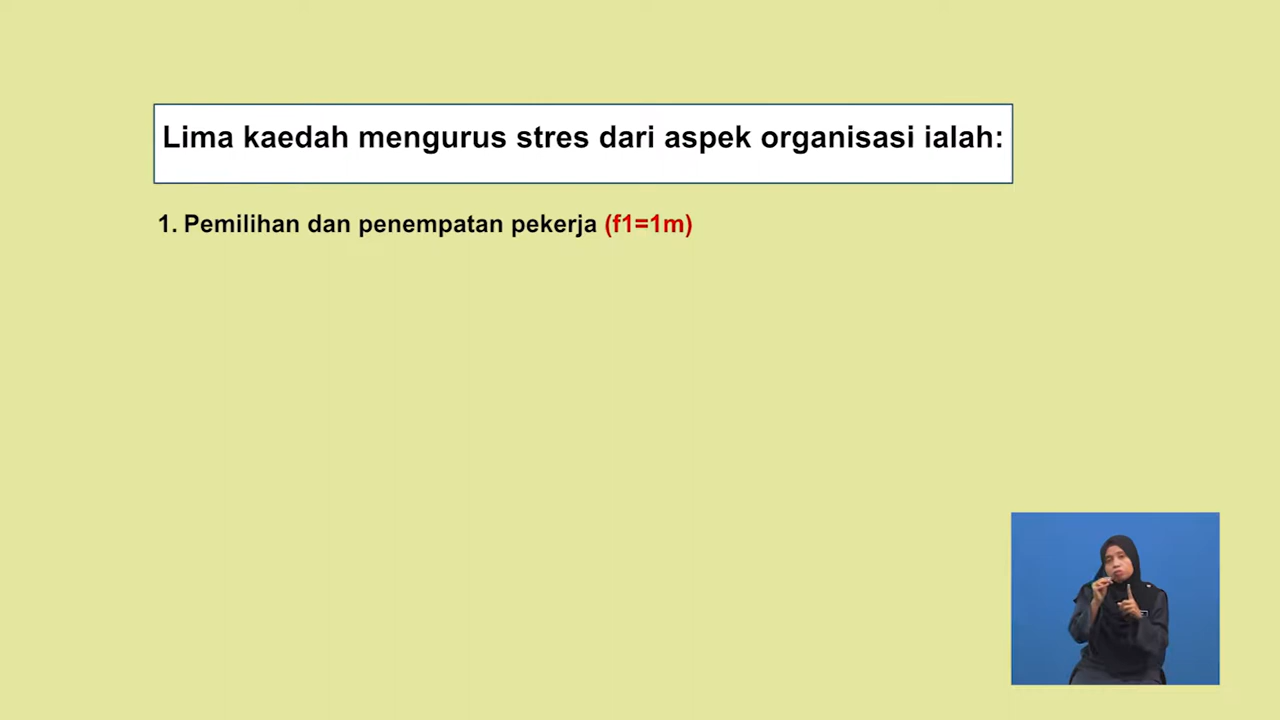 Lima kaedah mengurus stres dari aspek organisasi ialah:
1. Pemilihan dan penempatan pekerja (f1=1m)